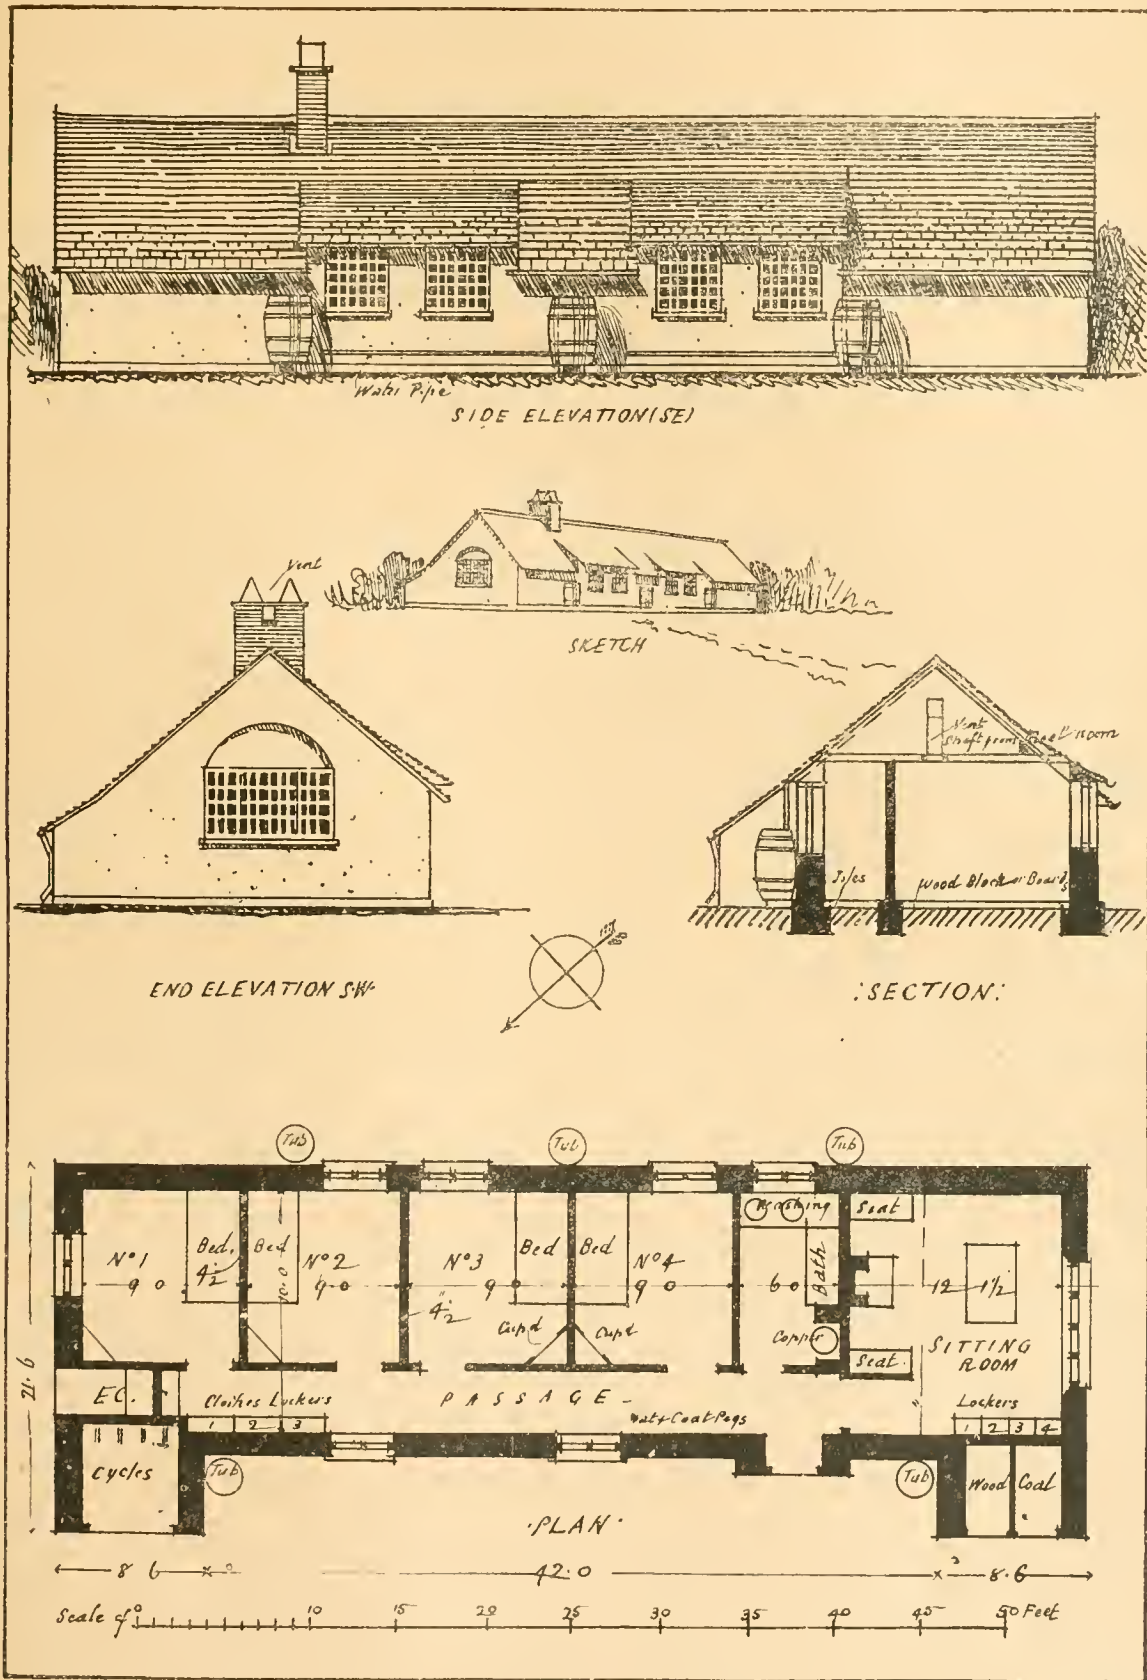 Water Pipe
SIDE ELEVATION (SE)
Vent
SKETCH
Vent
Shaft from Bed room
Tiles
Wood Block or Boards
END ELEVATION S.W.
:SECTION:
Tub Tub Tub
Washing Seat
No 1 Bed. Bed No 2 No 3 Bed Bed No 4 Bath
4½
9 0 10.0 9.0 9 0 9.0 6 0 12 1½
4½"
Cupd Cupd Copper SITTING
ROOM
Seat.
21.6
E.C. Clothes Lockers PASSAGE - Lockers
1 2 3 Hat & Coat Pegs 1 2 3 4
Cycles Tub Tub Wood Coal
.PLAN.
8 6 42.0 8.6
Scale of 0 10 15 20 25 30 35 40 45 50 Feet